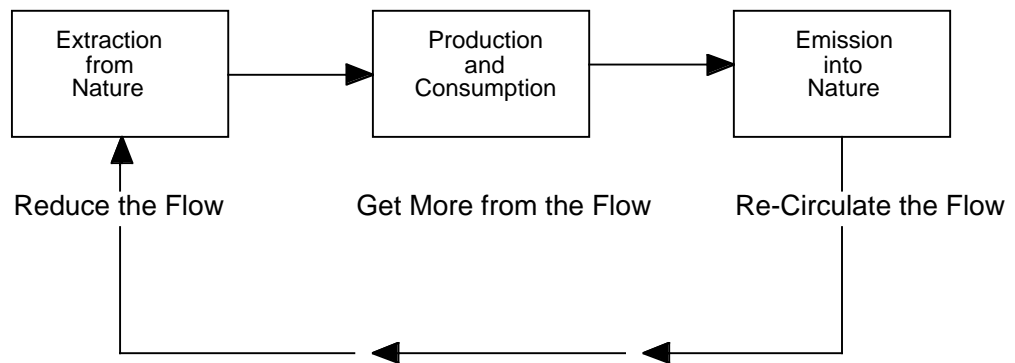 Extraction
from
Nature
Production
and
Consumption
Emission
into
Nature
Reduce the Flow
Get More from the Flow
Re-Circulate the Flow